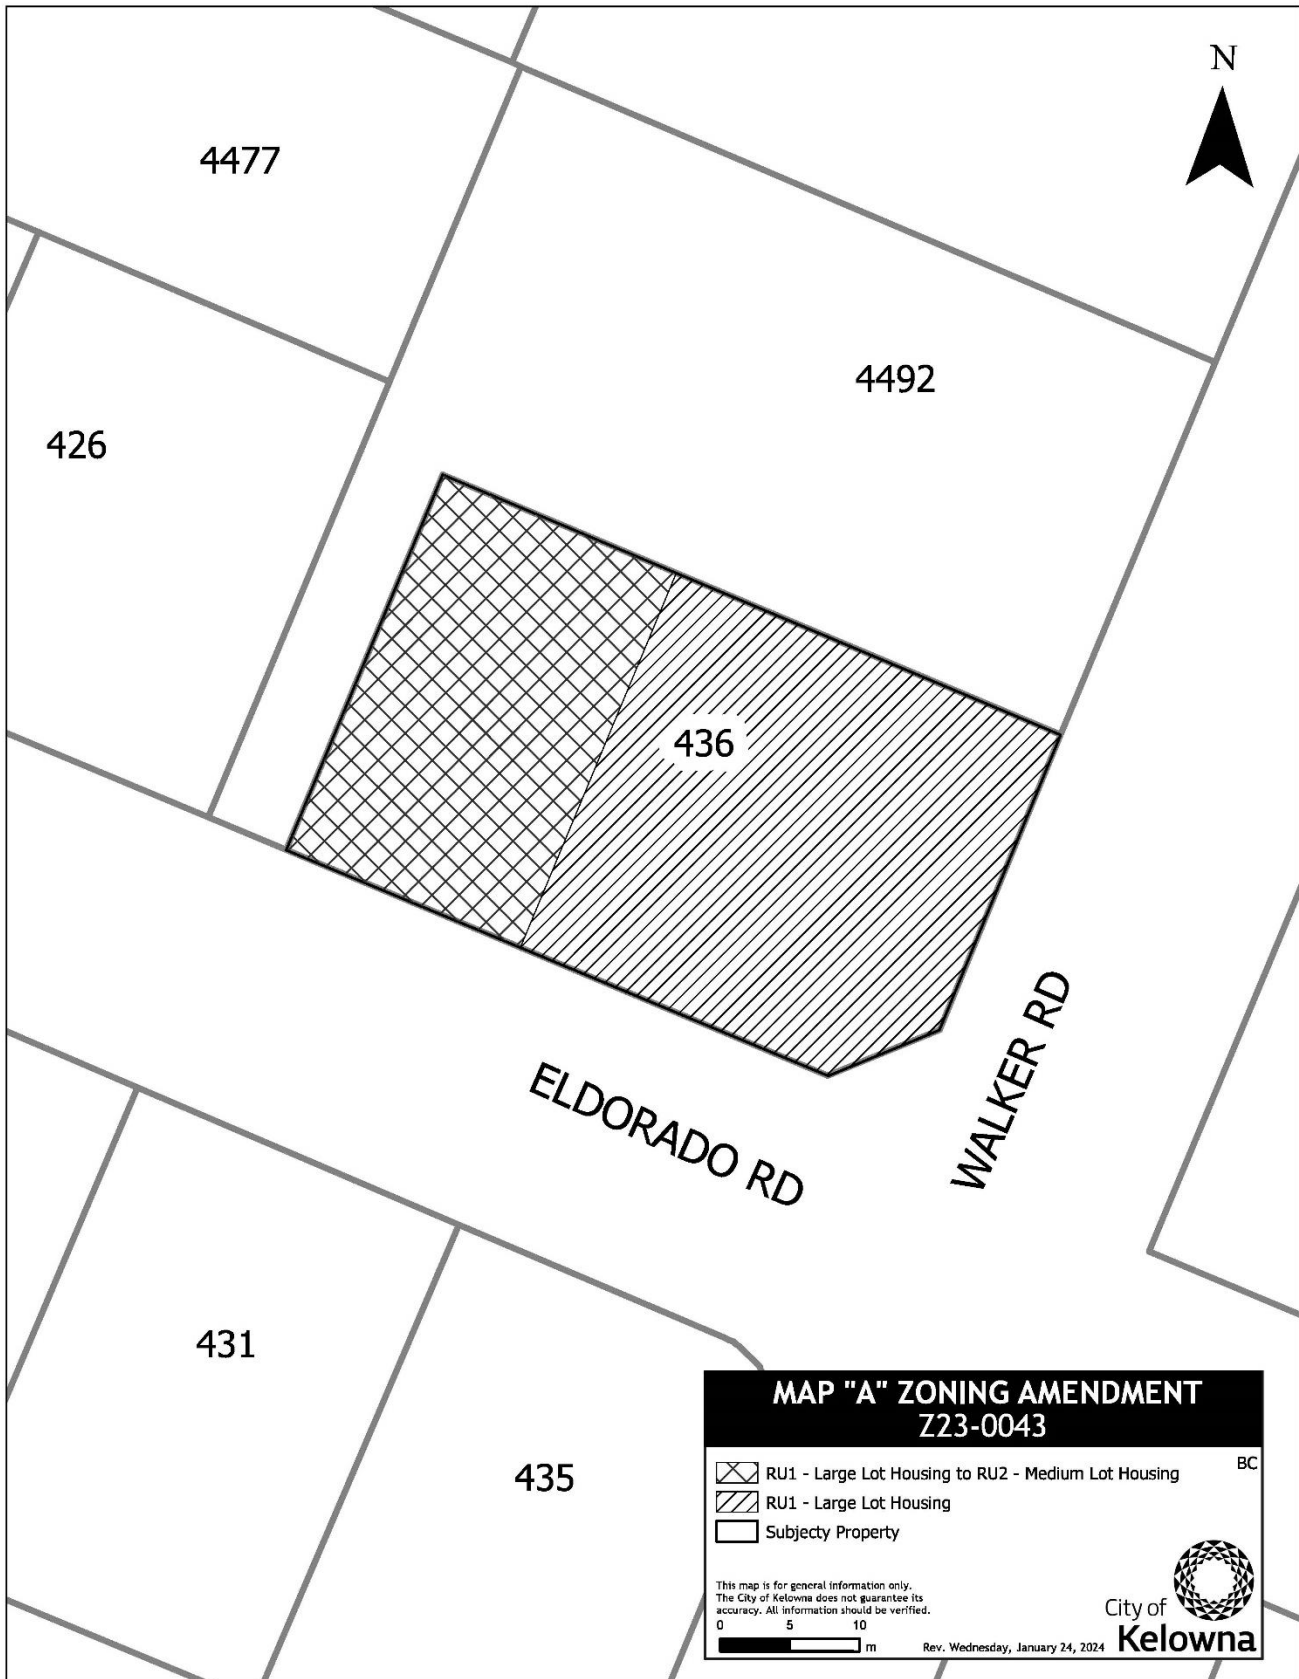 N
4477
4492
426
436
WALKER RD
ELDORADO RD
431
435
MAP "A" ZONING AMENDMENT
Z23-0043
BC
RU1 - Large Lot Housing to RU2 - Medium Lot Housing
RU1 - Large Lot Housing
Subjecty Property
This map is for general information only.
The City of Kelowna does not guarantee its
accuracy. All information should be verified.
0 5 10
m
Rev. Wednesday, January 24, 2024
City of
Kelowna